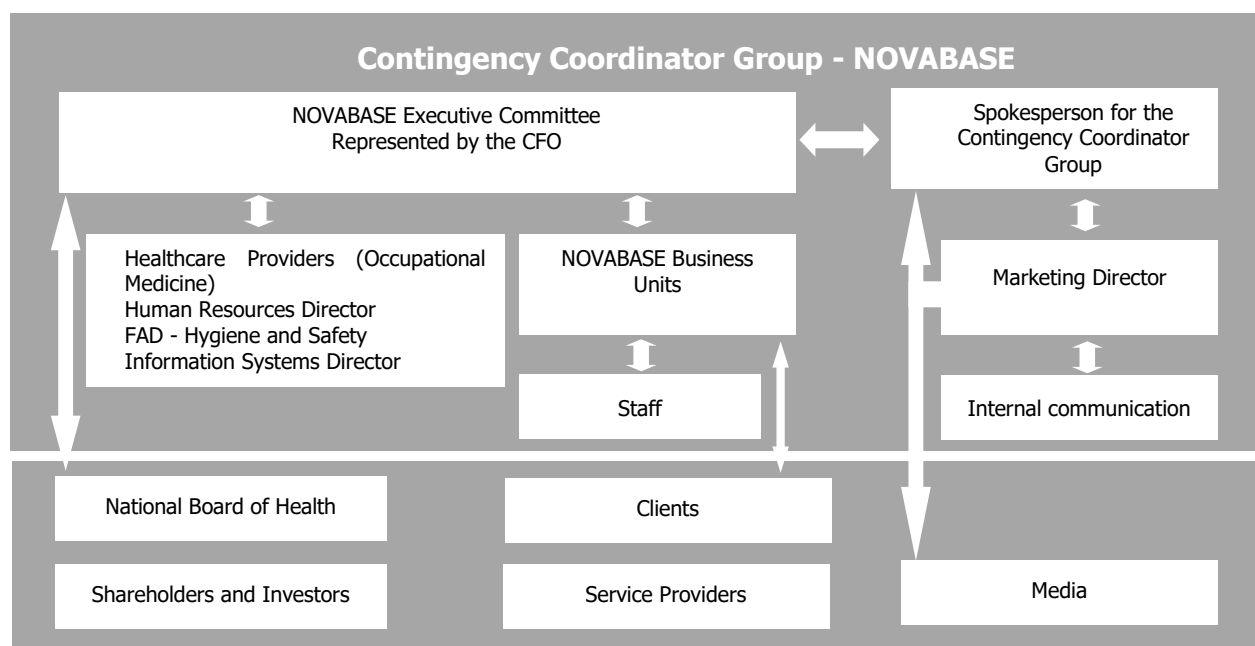 Contingency Coordinator Group - NOVABASE
NOVABASE Executive Committee
Represented by the CFO
Spokesperson for the
Contingency Coordinator
Group
Healthcare Providers (Occupational
Medicine)
Human Resources Director
FAD - Hygiene and Safety
Information Systems Director
NOVABASE Business
Units
Marketing Director
Staff
Internal communication
National Board of Health
Clients
Shareholders and Investors
Service Providers
Media